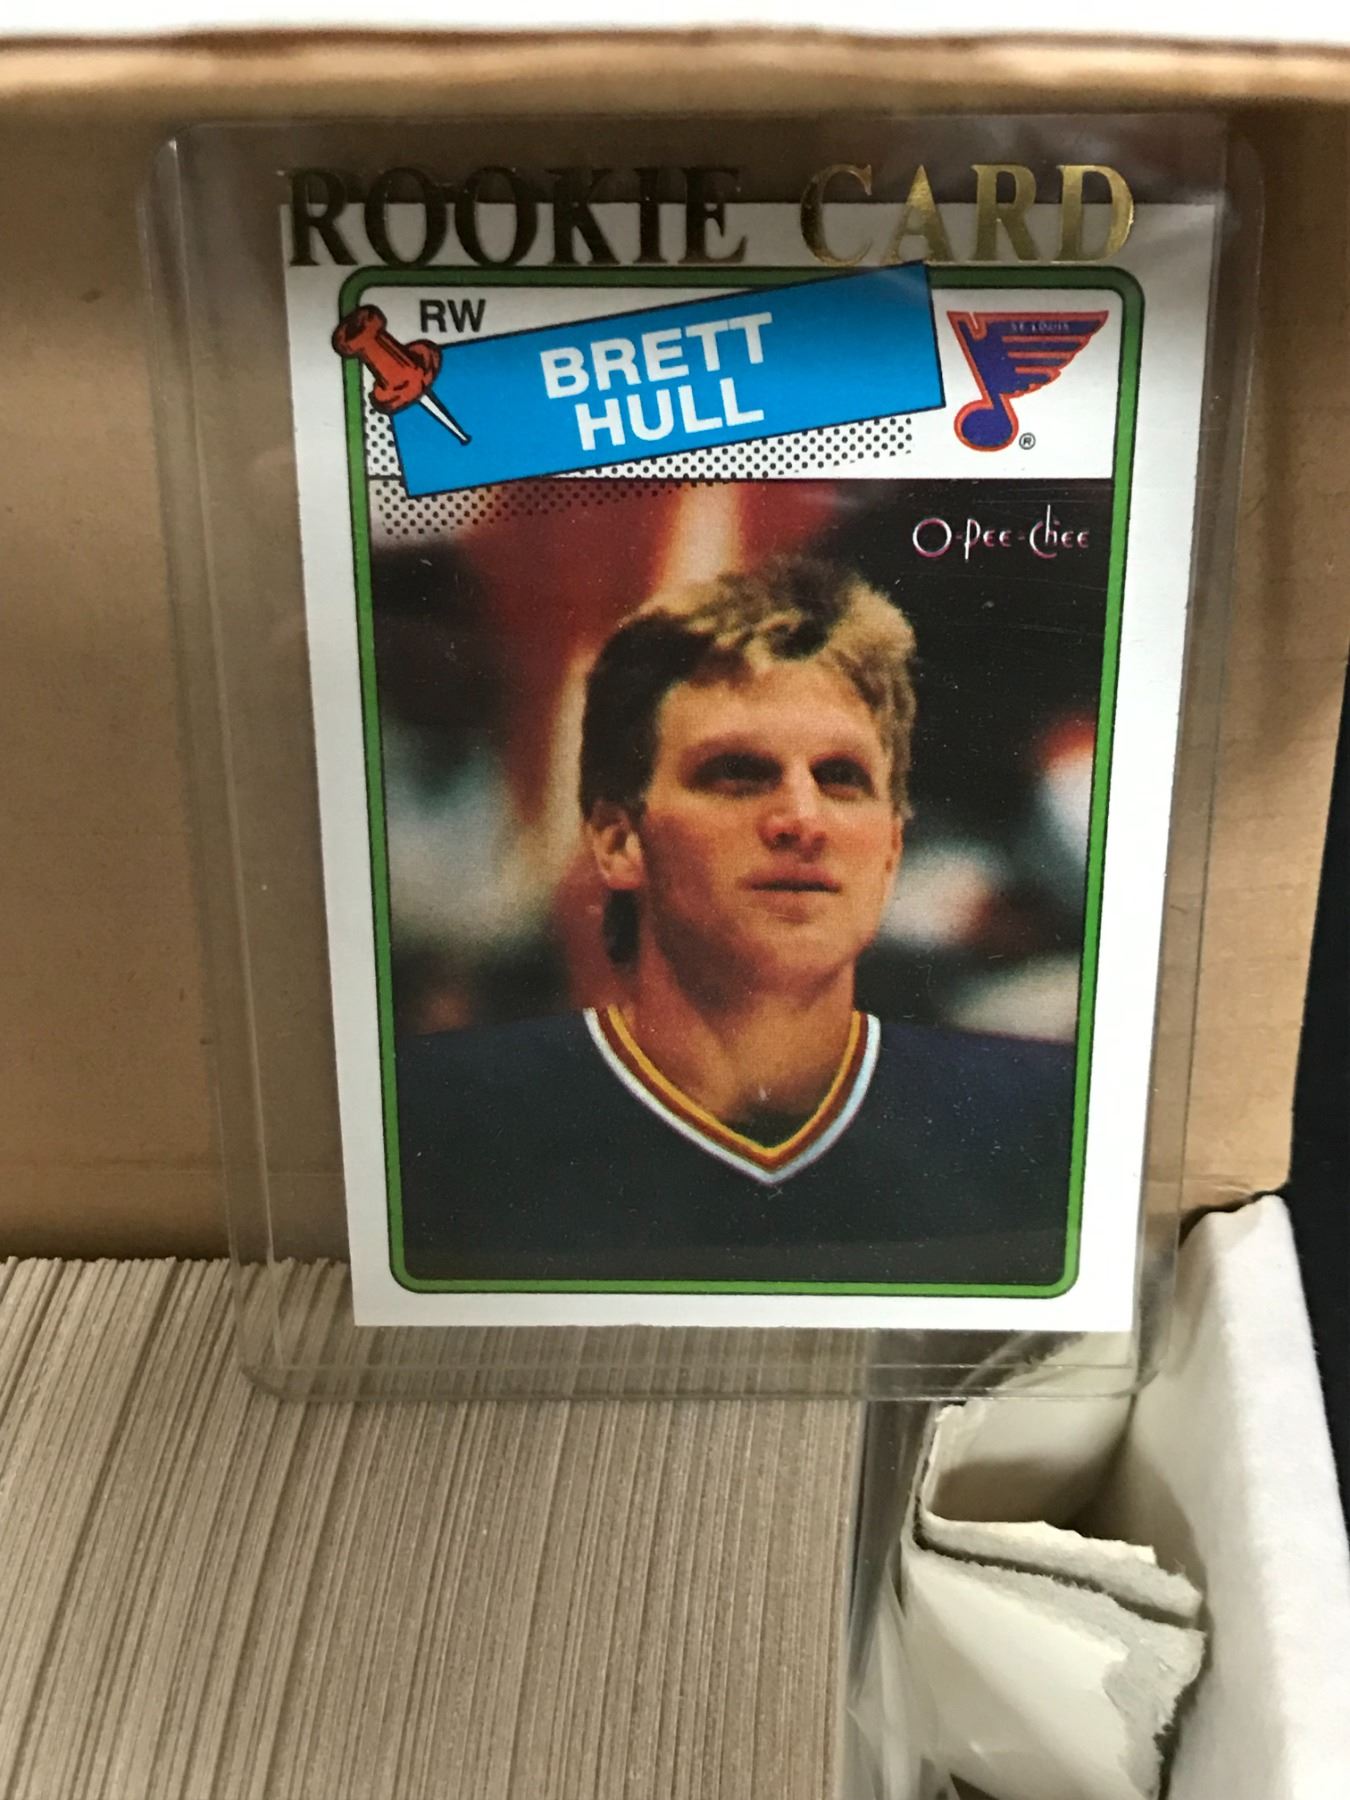 ROOKIE CARD
RW
BRETT
HULL
ST. LOUIS
®
O-Pee-Chee